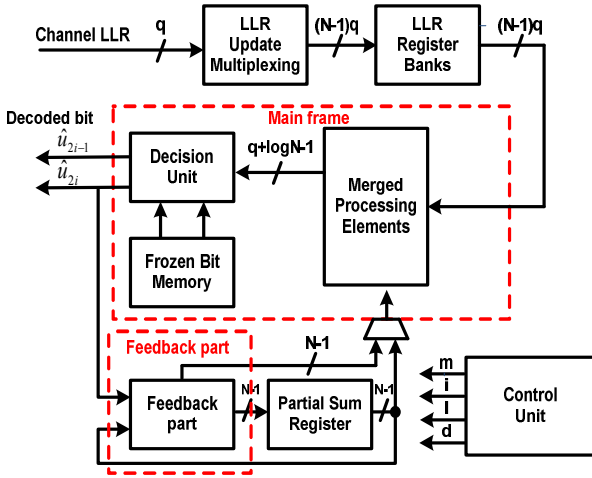 Channel LLR
q
LLR
Update
Multiplexing
(N-1)q
LLR
Register
Banks
(N-1)q
Main frame
Decoded bit
û2i−1
û2i
Decision
Unit
q+logN-1
Merged
Processing
Elements
Frozen Bit
Memory
Feedback part
N-1
Feedback
part
N-1
Partial Sum
Register
N-1
m
i
l
d
Control
Unit